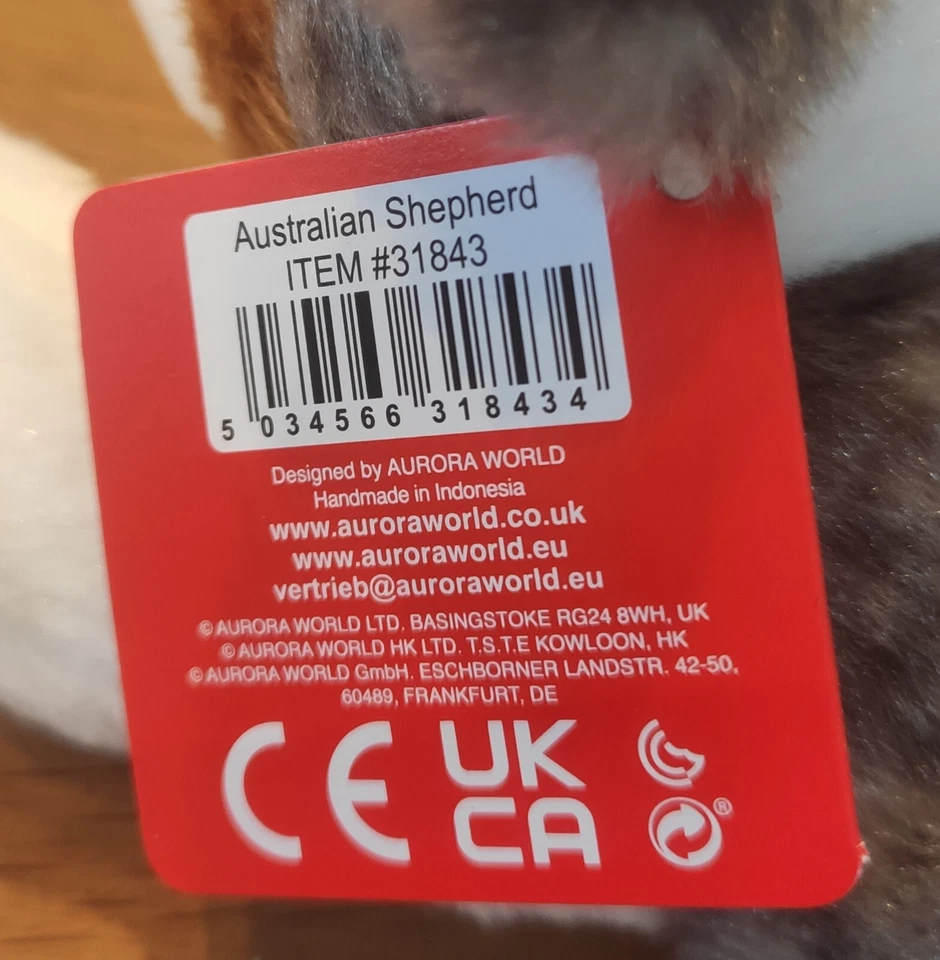 Australian Shepherd
ITEM #31843
5 034566 318434
Designed by AURORA WORLD
Handmade in Indonesia
www.auroraworld.co.uk
www.auroraworld.eu
vertrieb@auroraworld.eu
© AURORA WORLD LTD. BASINGSTOKE RG24 8WH, UK
© AURORA WORLD HK LTD. T.S.T.E KOWLOON, HK
© AURORA WORLD GmbH. ESCHBORNER LANDSTR. 42-50,
60489, FRANKFURT, DE
CE
UK
CA
®